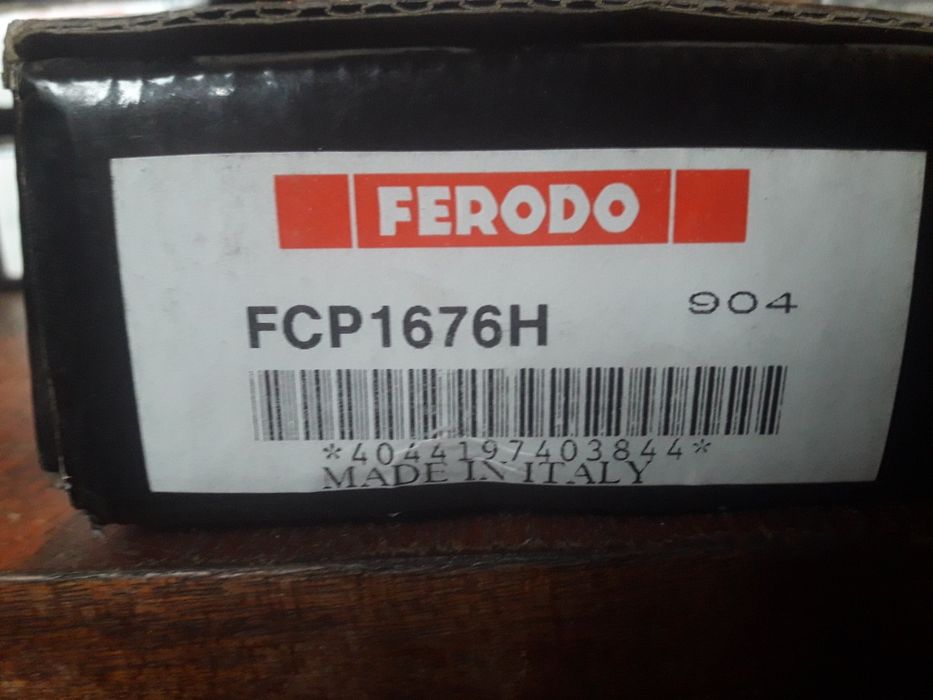 FERODO
FCP1676H
904
*4044197403844*
MADE IN ITALY